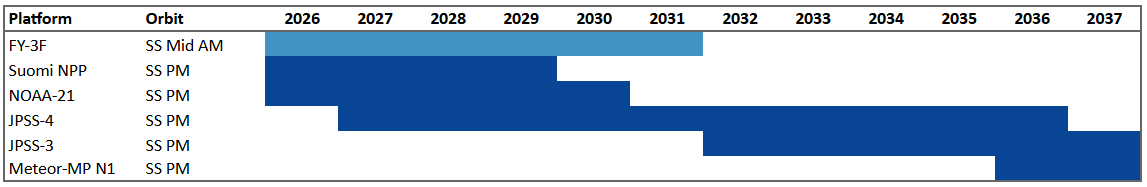 Platform Orbit 2026 2027 2028 2029 2030 2031 2032 2033 2034 2035 2036 2037
FY-3F SS Mid AM
Suomi NPP SS PM
NOAA-21 SS PM
JPSS-4 SS PM
JPSS-3 SS PM
Meteor-MP N1 SS PM